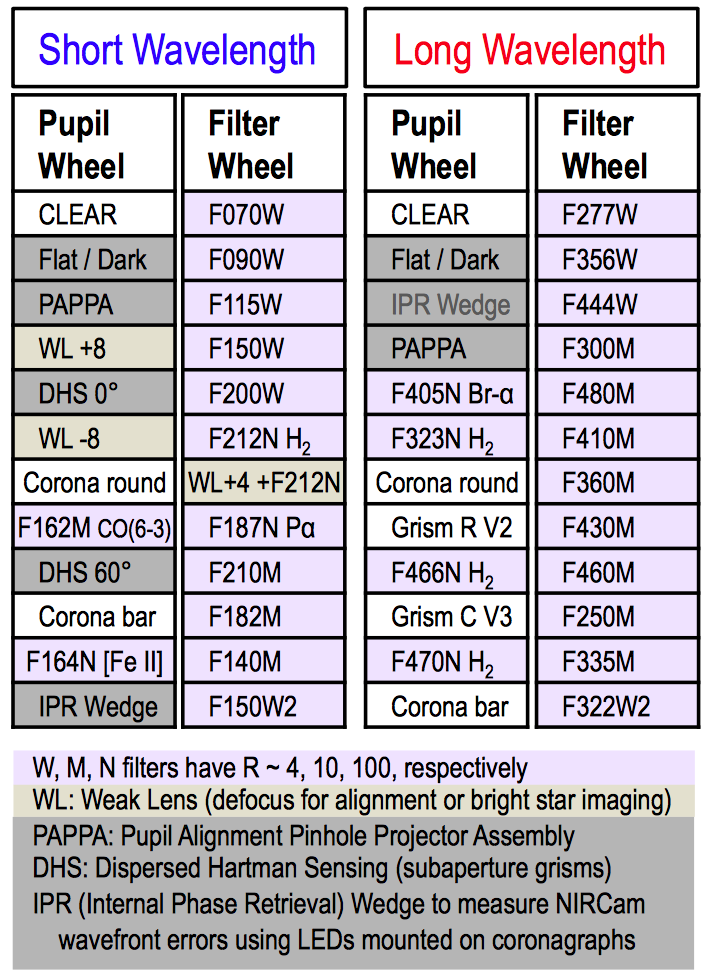 Short Wavelength
Long Wavelength
Pupil Wheel
Filter Wheel
Pupil Wheel
Filter Wheel
CLEAR F070W CLEAR F277W
Flat / Dark F090W Flat / Dark F356W
PAPPA F115W IPR Wedge F444W
WL +8 F150W PAPPA F300M
DHS 0° F200W F405N Br-α F480M
WL -8 F212N H₂ F323N H₂ F410M
Corona round WL+4 +F212N Corona round F360M
F162M CO(6-3) F187N Pα Grism R V2 F430M
DHS 60° F210M F466N H₂ F460M
Corona bar F182M Grism C V3 F250M
F164N [Fe II] F140M F470N H₂ F335M
IPR Wedge F150W2 Corona bar F322W2
W, M, N filters have R ~ 4, 10, 100, respectively
WL: Weak Lens (defocus for alignment or bright star imaging)
PAPPA: Pupil Alignment Pinhole Projector Assembly
DHS: Dispersed Hartman Sensing (subaperture grisms)
IPR (Internal Phase Retrieval) Wedge to measure NIRCam
wavefront errors using LEDs mounted on coronagraphs